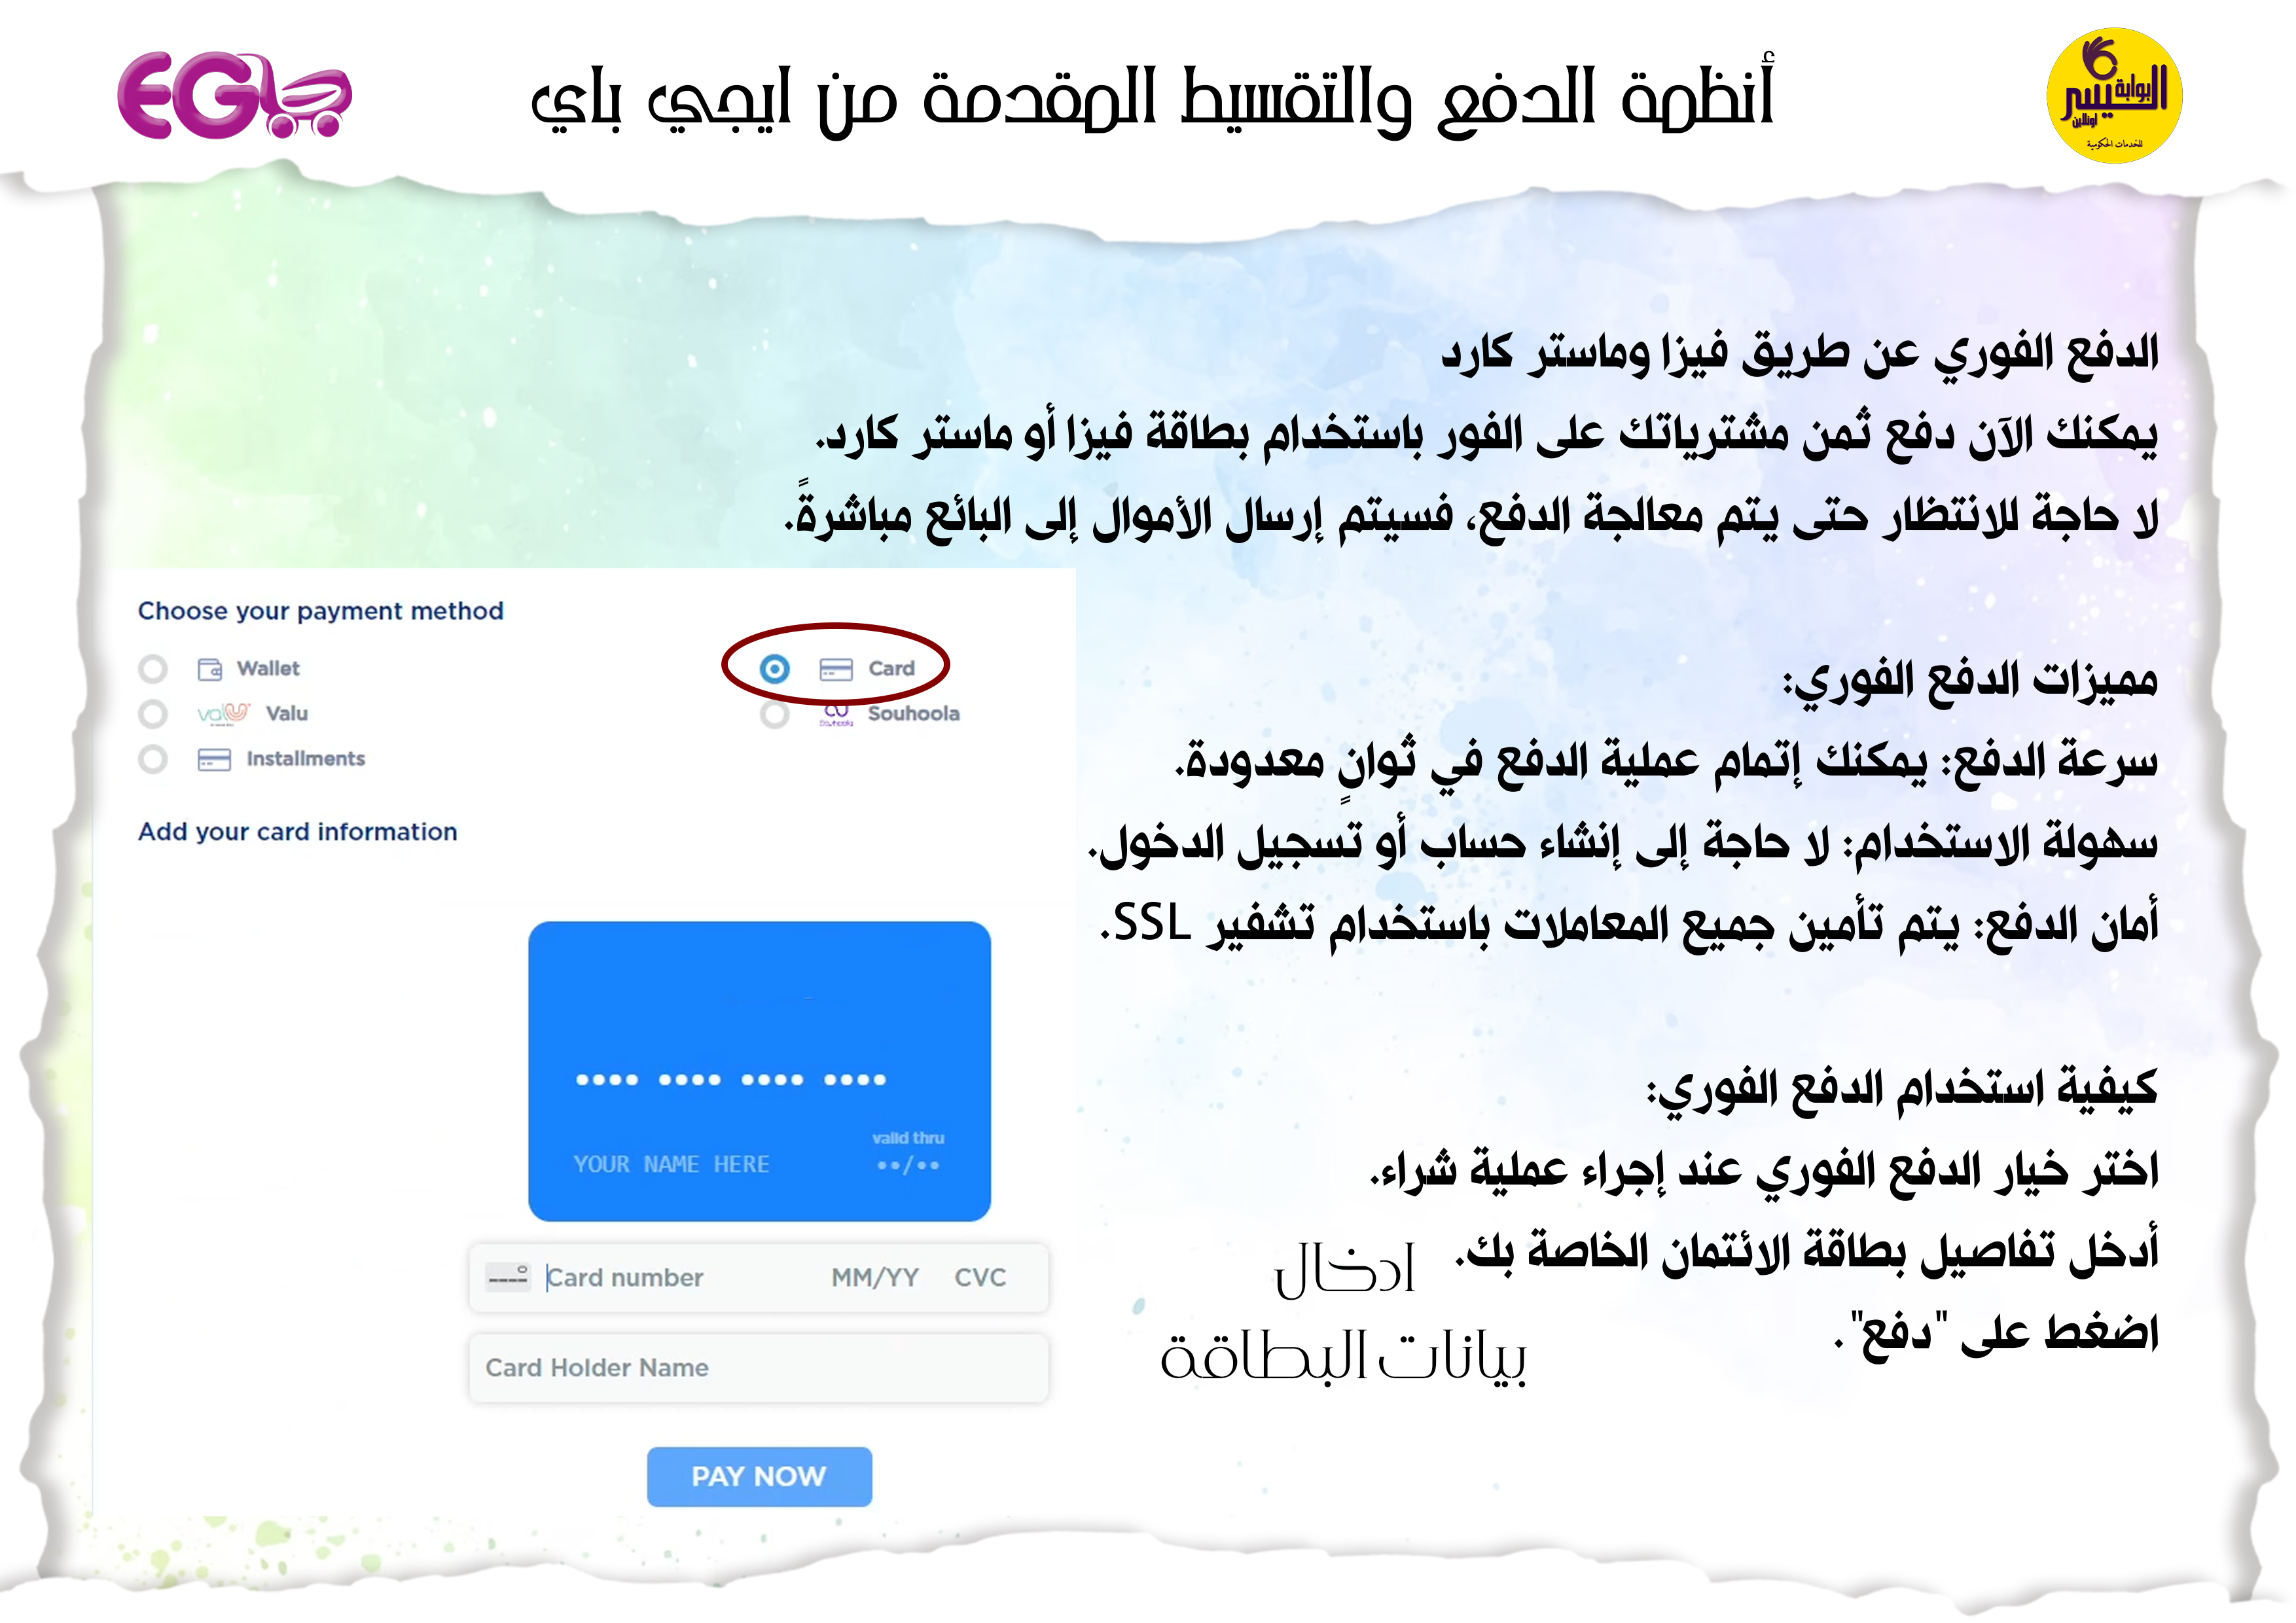 EG
أنظمة الدفع والتقسيط المقدمة من ايجي باي
البوابة
اليسر
اونلاين
للخدمات الحكومية
الدفع الفوري عن طريق فيزا وماستر كارد
يمكنك الآن دفع ثمن مشترياتك على الفور باستخدام بطاقة فيزا أو ماستر كارد.
لا حاجة للانتظار حتى يتم معالجة الدفع، فسيتم إرسال الأموال إلى البائع مباشرةً.
مميزات الدفع الفوري:
سرعة الدفع: يمكنك إتمام عملية الدفع في ثوانٍ معدودة.
سهولة الاستخدام: لا حاجة إلى إنشاء حساب أو تسجيل الدخول.
أمان الدفع: يتم تأمين جميع المعاملات باستخدام تشفير SSL.
كيفية استخدام الدفع الفوري:
اختر خيار الدفع الفوري عند إجراء عملية شراء.
أدخل تفاصيل بطاقة الائتمان الخاصة بك.
اضغط على "دفع".
ادخال
بيانات البطاقة
Choose your payment method
Wallet
Card
valU Valu
Souhoola
Installments
Add your card information
•••• •••• •••• ••••
valid thru
YOUR NAME HERE ••/••
Card number MM/YY CVC
Card Holder Name
PAY NOW